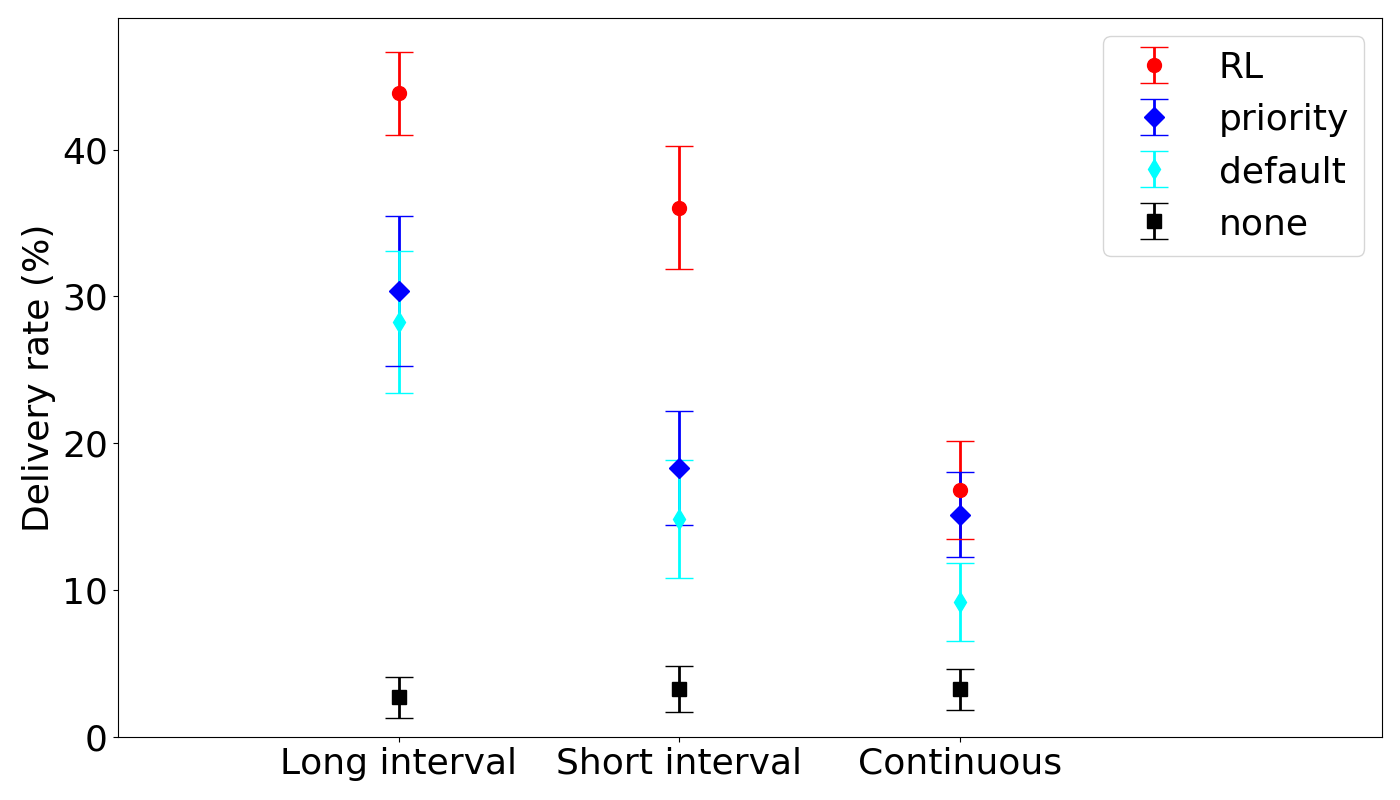 Delivery rate (%)
40
30
20
10
0
Long interval
Short interval
Continuous
RL
priority
default
none